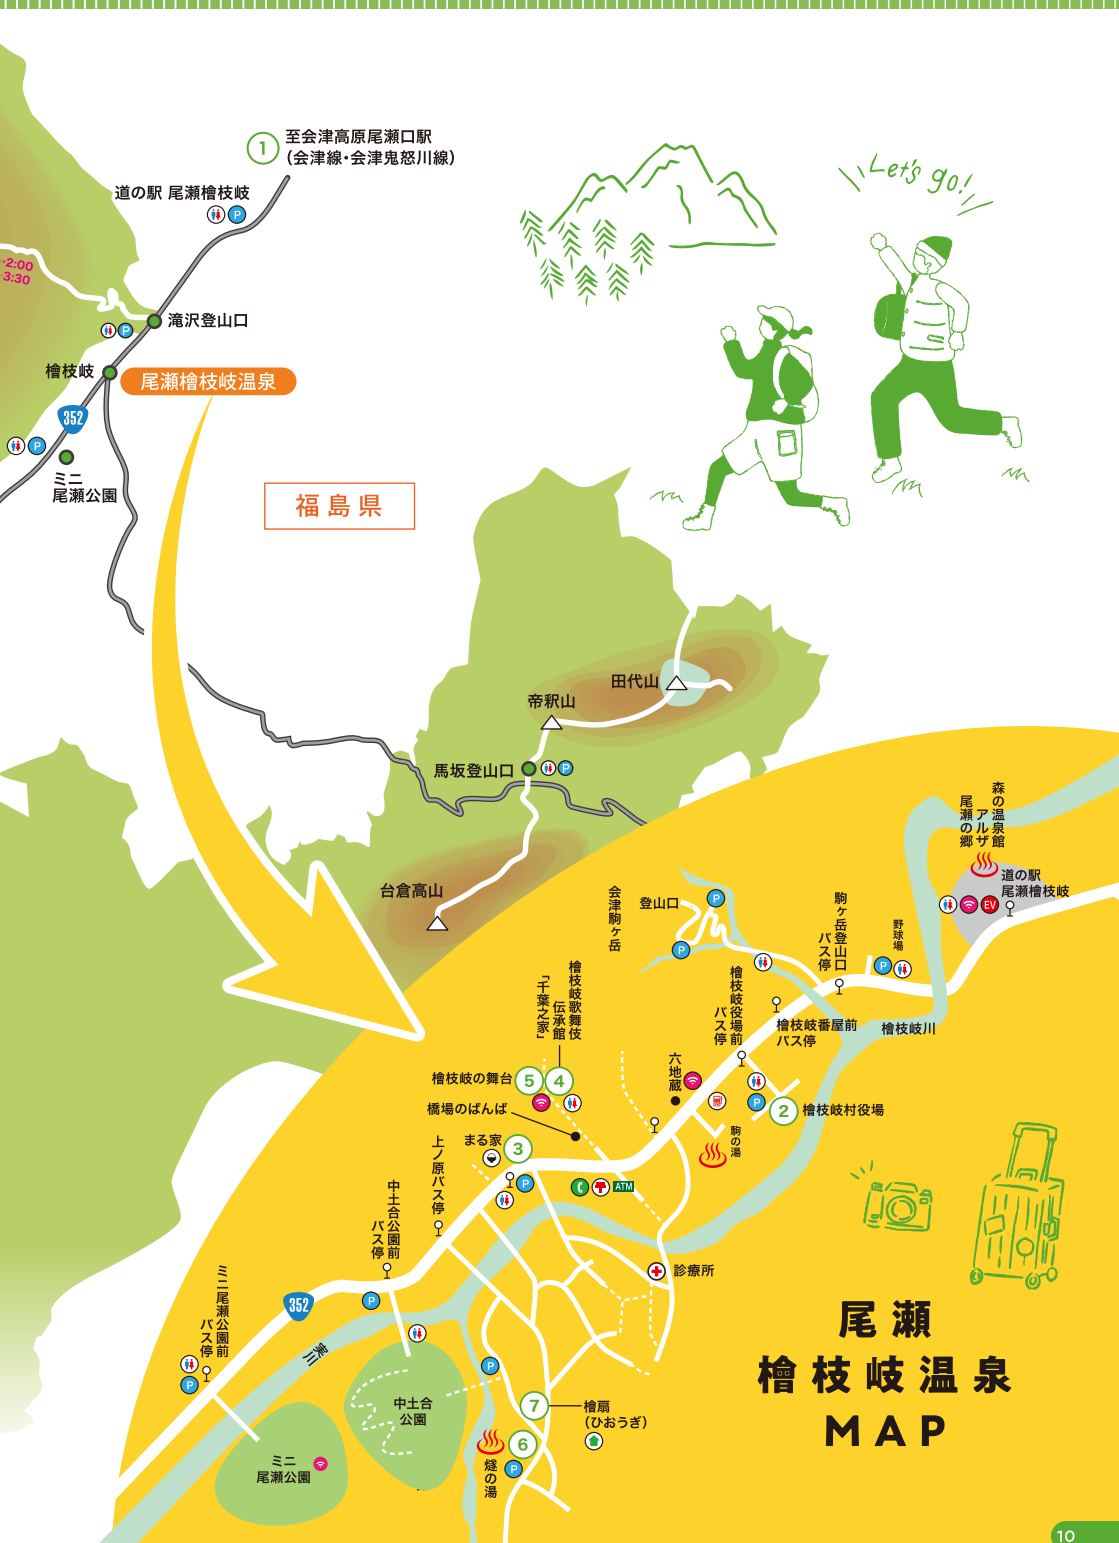 1
至会津高原尾瀬口駅
（会津線・会津鬼怒川線）
道の駅 尾瀬檜枝岐
P
Let's go!
2:00
3:30
P
滝沢登山口
檜枝岐
尾瀬檜枝岐温泉
352
P
ミニ
尾瀬公園
福島県
田代山
帝釈山
馬坂登山口
P
台倉高山
森の温泉館
アルザ
尾瀬の郷
道の駅
尾瀬檜枝岐
EV
会津駒ヶ岳
登山口
P
P
駒ヶ岳登山口
バス停
野球場
P
檜枝岐川
檜枝岐番屋前
バス停
檜枝岐役場前
バス停
檜枝岐歌舞伎
伝承館
「千葉之家」
檜枝岐の舞台
5
4
六地蔵
P
2
檜枝岐村役場
橋場のばんば
駒の湯
まる家
3
P
ATM
上ノ原バス停
中土合公園前
バス停
診療所
ミニ尾瀬公園前
バス停
352
P
P
実川
P
中土合
公園
7
檜扇
（ひおうぎ）
6
P
燧の湯
ミニ
尾瀬公園
尾瀬
檜枝岐温泉
MAP
10